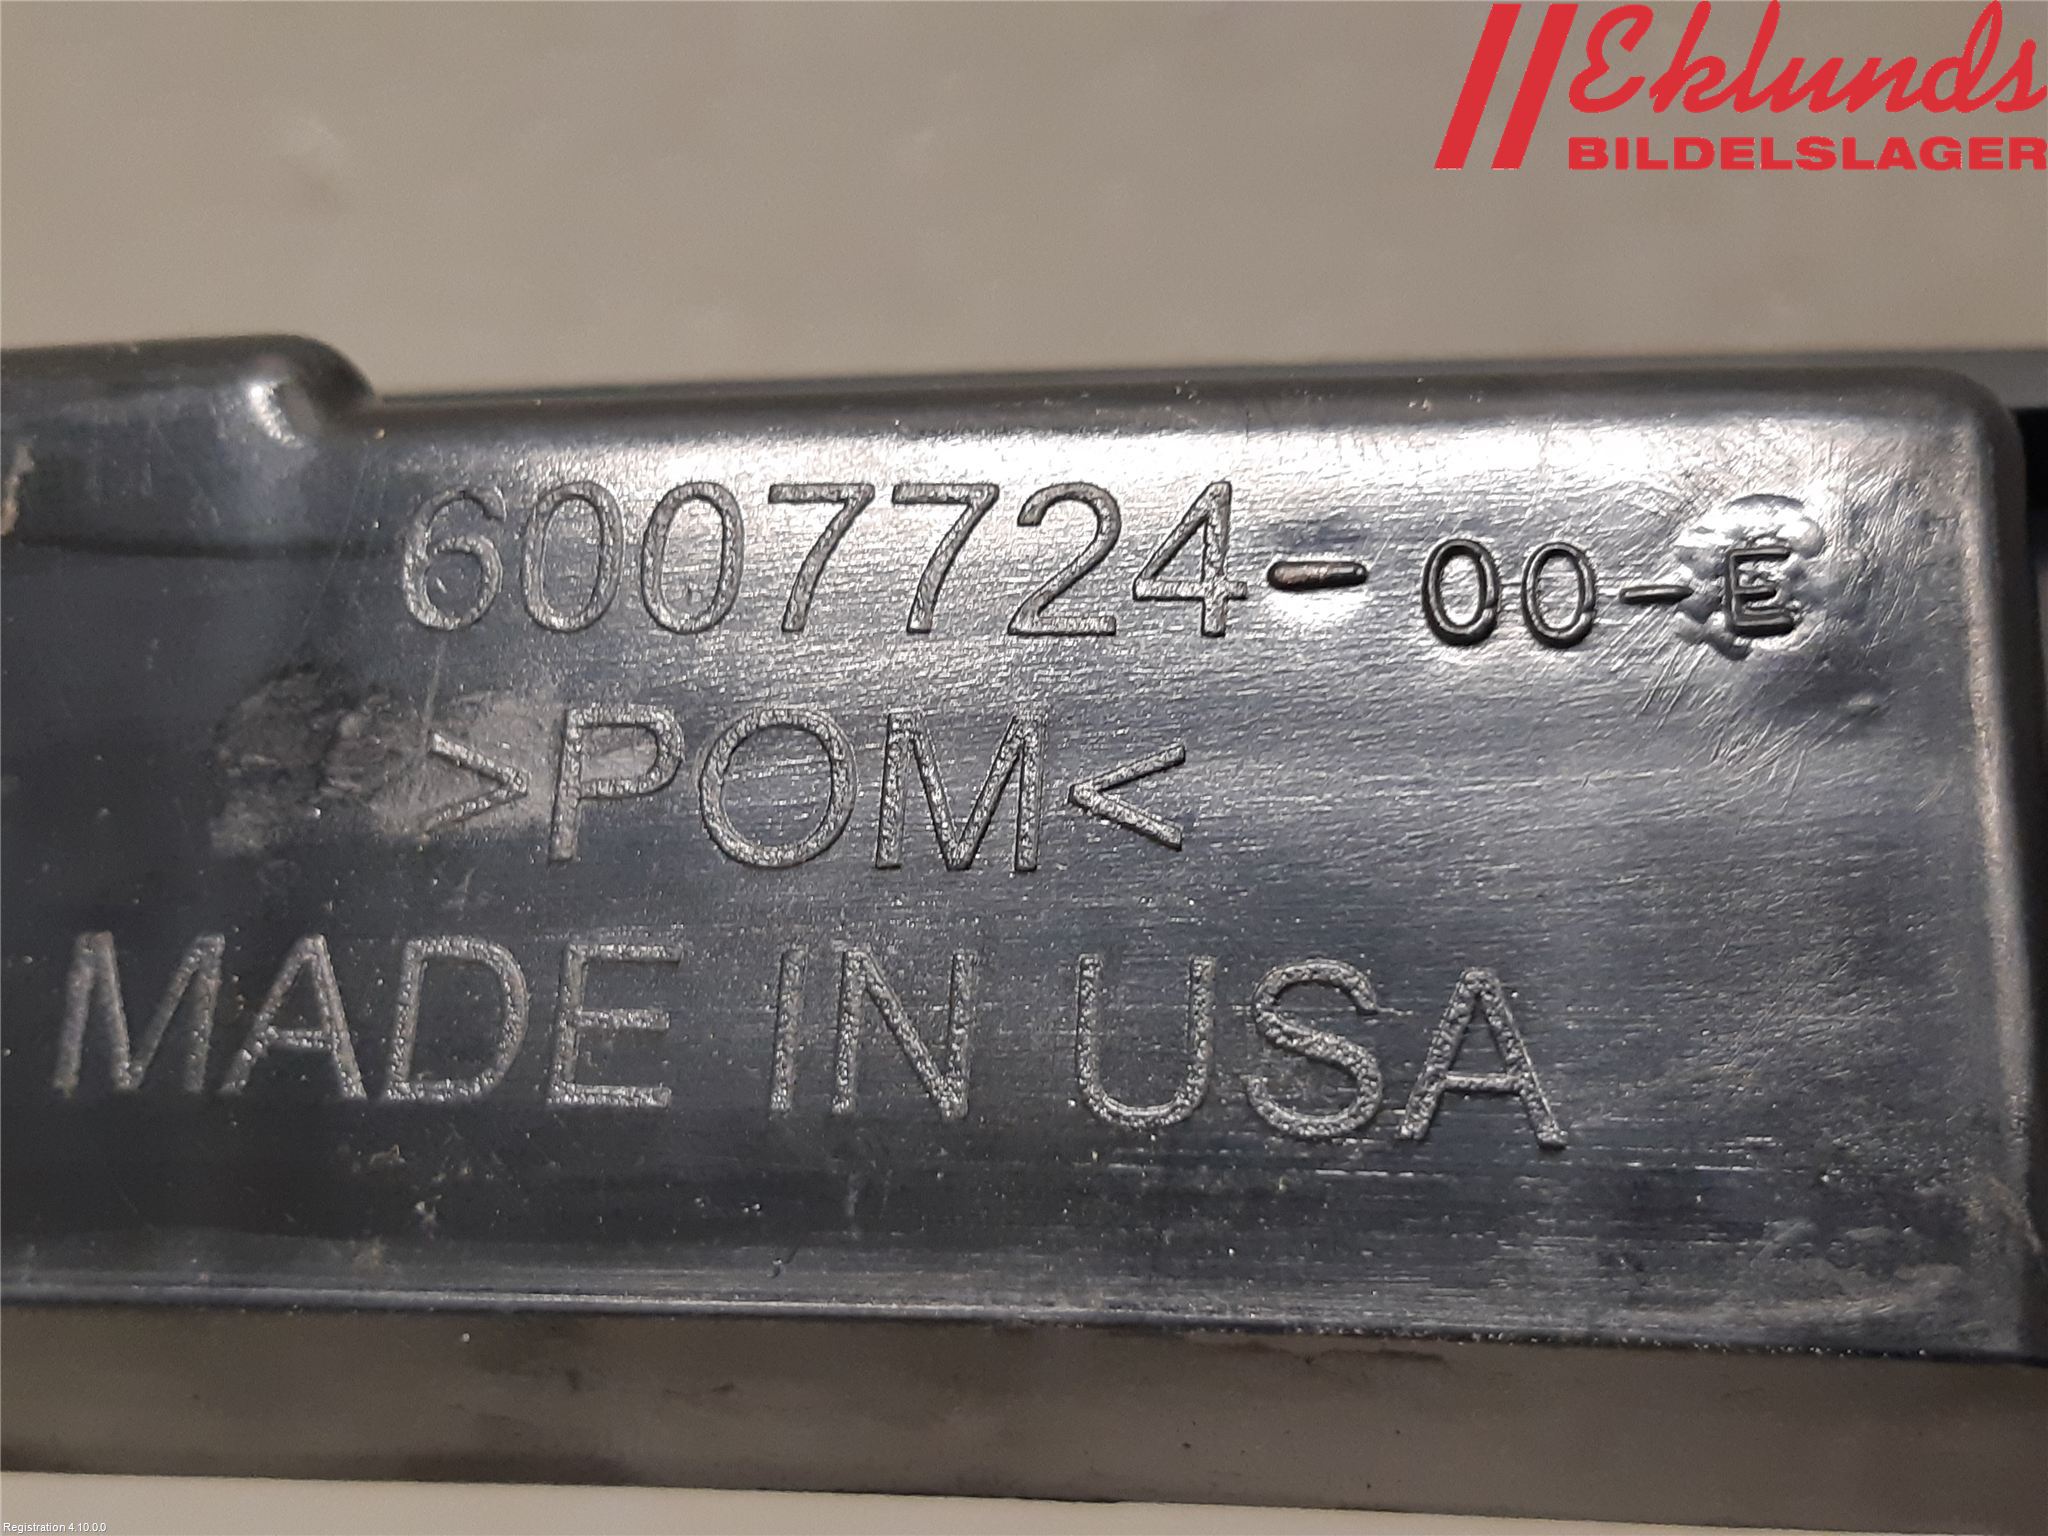 Eklunds
BILDELSLAGER
6007724-00-E
>POM<
MADE IN USA
Registration 4.10.0.0